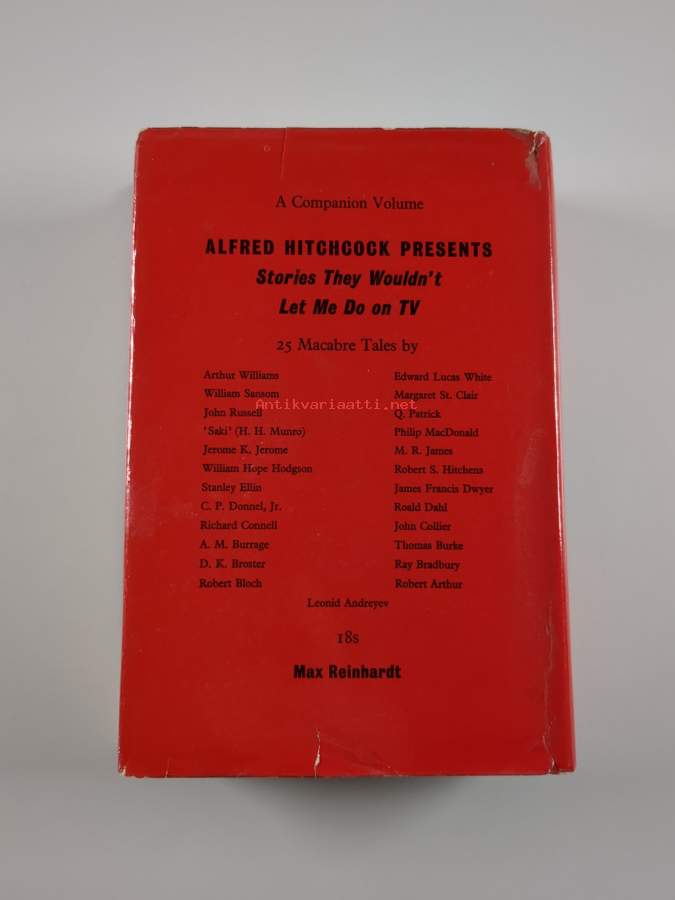 A Companion Volume
ALFRED HITCHCOCK PRESENTS
Stories They Wouldn't
Let Me Do on TV
25 Macabre Tales by
Arthur Williams
William Sansom
John Russell
'Saki' (H. H. Munro)
Jerome K. Jerome
William Hope Hodgson
Stanley Ellin
C. P. Donnel, Jr.
Richard Connell
A. M. Burrage
D. K. Broster
Robert Bloch
Edward Lucas White
Margaret St. Clair
Q. Patrick
Philip MacDonald
M. R. James
Robert S. Hitchens
James Francis Dwyer
Roald Dahl
John Collier
Thomas Burke
Ray Bradbury
Robert Arthur
Leonid Andreyev
18s
Max Reinhardt
Antikvariaatti.net